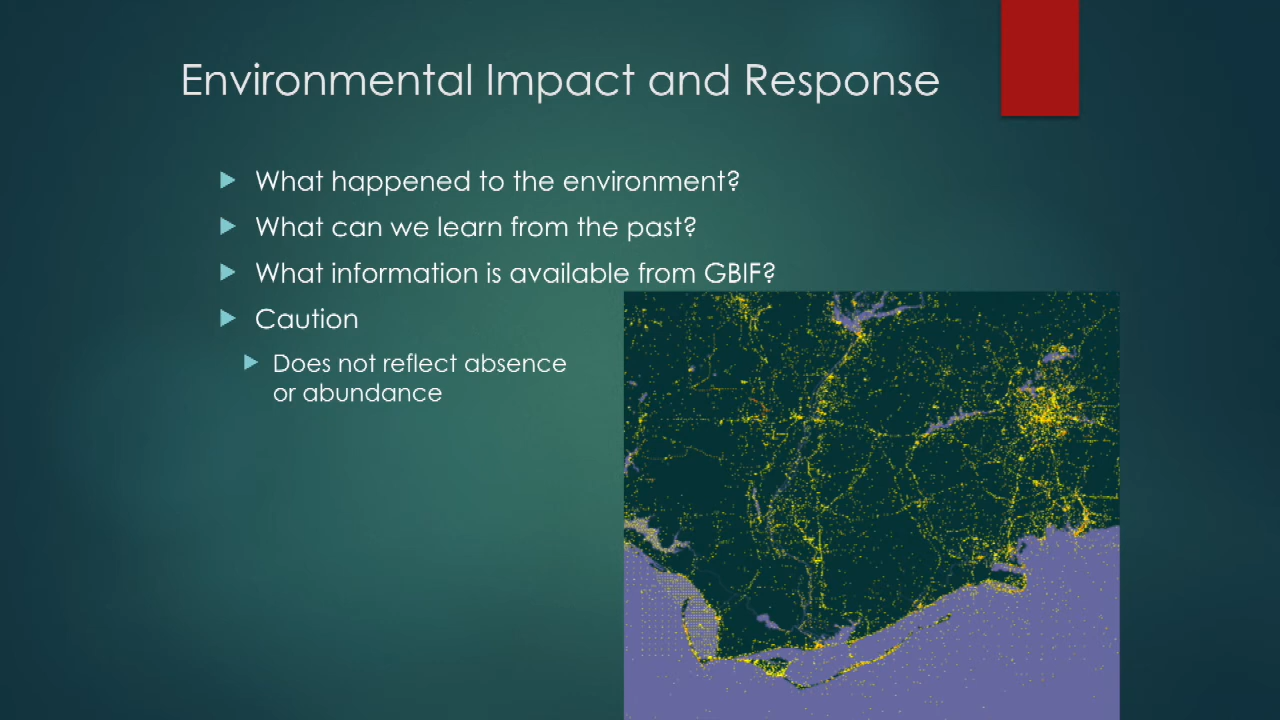 Environmental Impact and Response
What happened to the environment?
What can we learn from the past?
What information is available from GBIF?
Caution
Does not reflect absence
or abundance